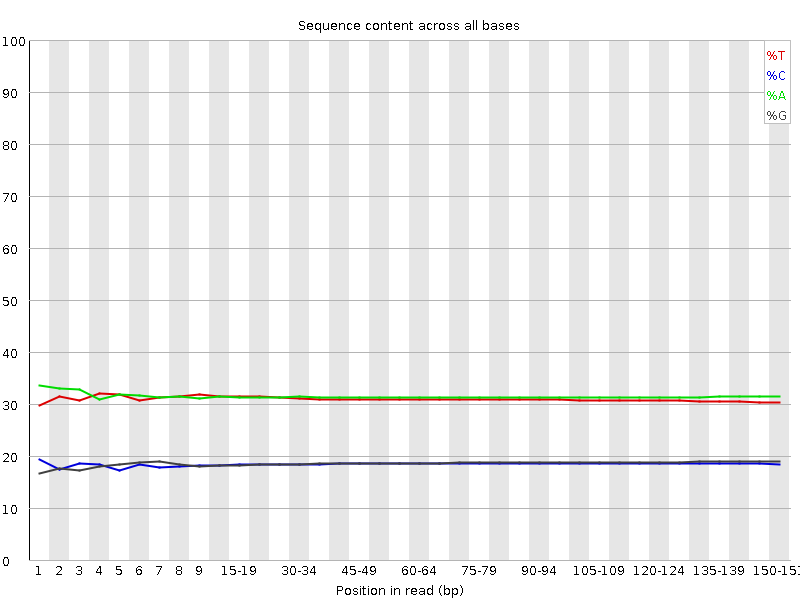 Sequence content across all bases
100
90
80
70
60
50
40
30
20
10
0
%T
%C
%A
%G
1 2 3 4 5 6 7 8 9 15-19 30-34 45-49 60-64 75-79 90-94 105-109 120-124 135-139 150-151
Position in read (bp)